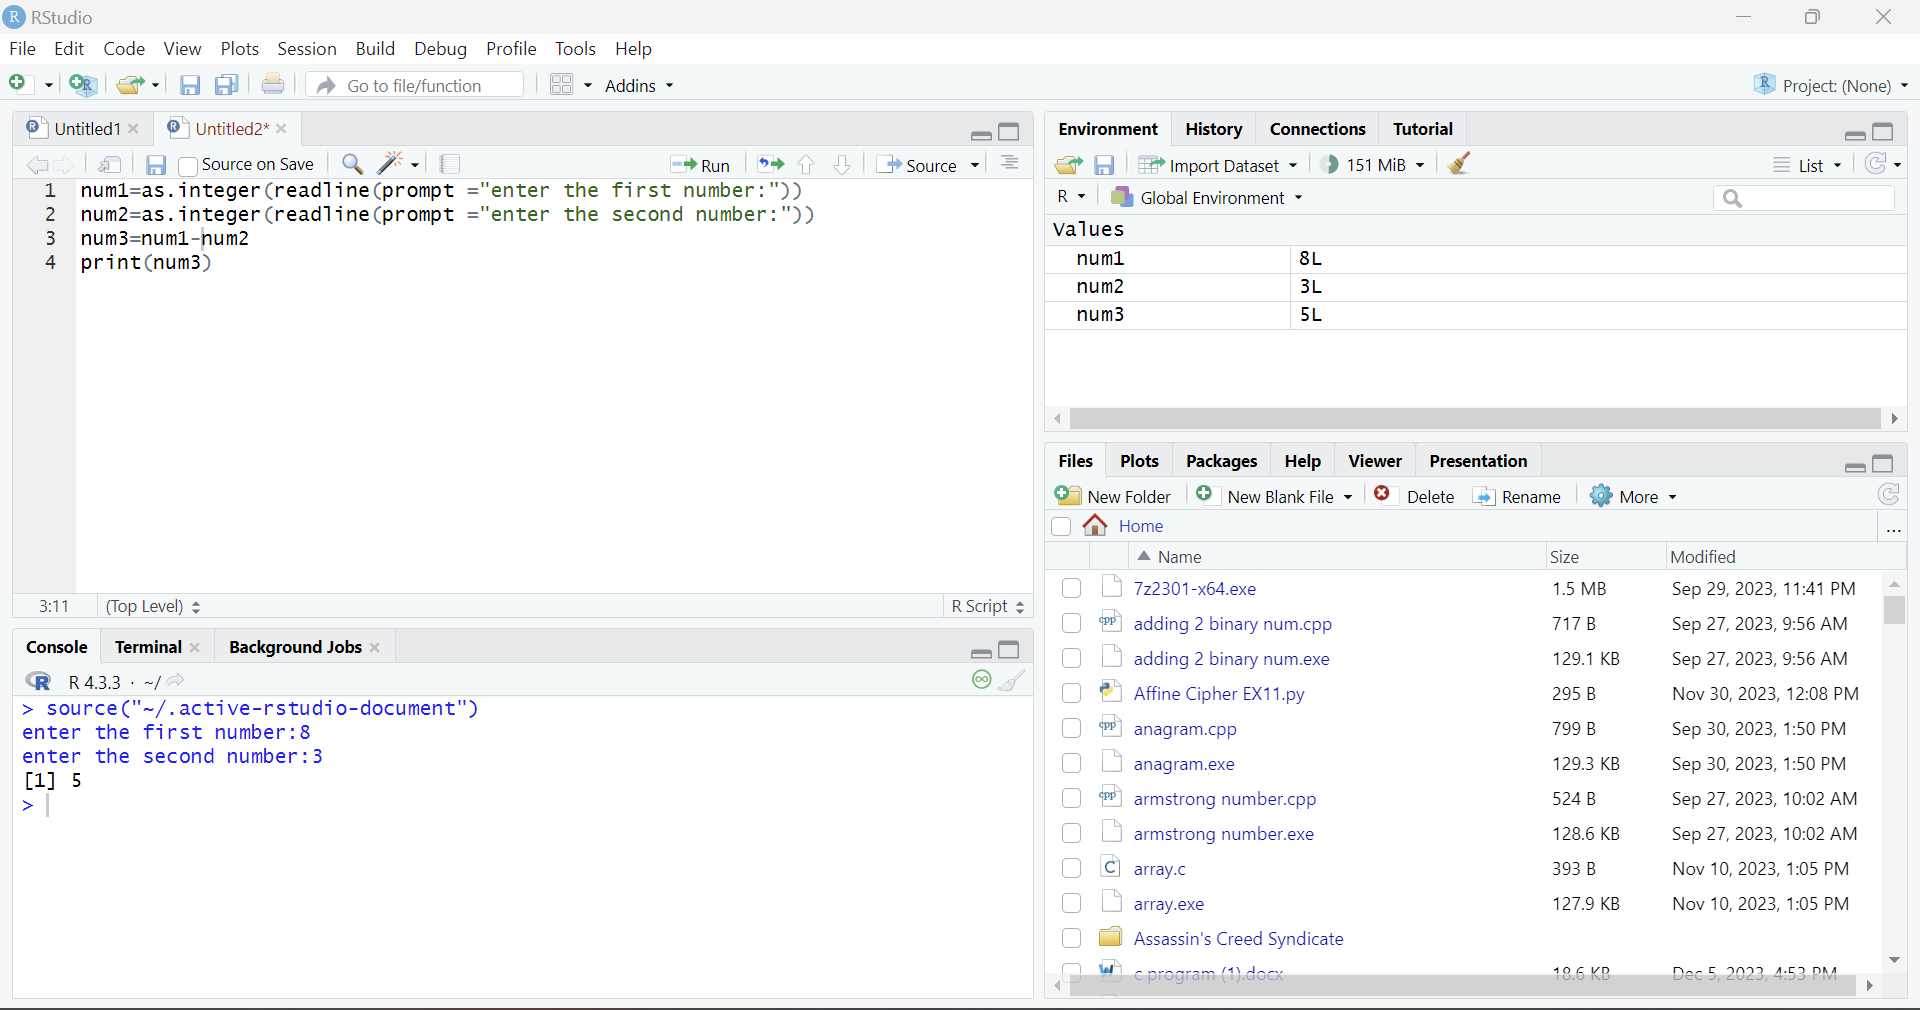 RStudio
File Edit Code View Plots Session Build Debug Profile Tools Help
Go to file/function Addins Project: (None)
Untitled1 Untitled2*
Source on Save Run Source
1 num1=as.integer(readline(prompt ="enter the first number:"))
2 num2=as.integer(readline(prompt ="enter the second number:"))
3 num3=num1-num2
4 print(num3)
3:11 (Top Level) R Script
Console Terminal Background Jobs
R 4.3.3 · ~/
> source("~/.active-rstudio-document")
enter the first number:8
enter the second number:3
[1] 5
>
Environment History Connections Tutorial
Import Dataset 151 MiB List
R Global Environment
Values
num1 8L
num2 3L
num3 5L
Files Plots Packages Help Viewer Presentation
New Folder New Blank File Delete Rename More
Home ...
Name Size Modified
7z2301-x64.exe 1.5 MB Sep 29, 2023, 11:41 PM
adding 2 binary num.cpp 717 B Sep 27, 2023, 9:56 AM
adding 2 binary num.exe 129.1 KB Sep 27, 2023, 9:56 AM
Affine Cipher EX11.py 295 B Nov 30, 2023, 12:08 PM
anagram.cpp 799 B Sep 30, 2023, 1:50 PM
anagram.exe 129.3 KB Sep 30, 2023, 1:50 PM
armstrong number.cpp 524 B Sep 27, 2023, 10:02 AM
armstrong number.exe 128.6 KB Sep 27, 2023, 10:02 AM
array.c 393 B Nov 10, 2023, 1:05 PM
array.exe 127.9 KB Nov 10, 2023, 1:05 PM
Assassin's Creed Syndicate
c program (1).docx 18.6 KB Dec 5, 2023, 4:53 PM